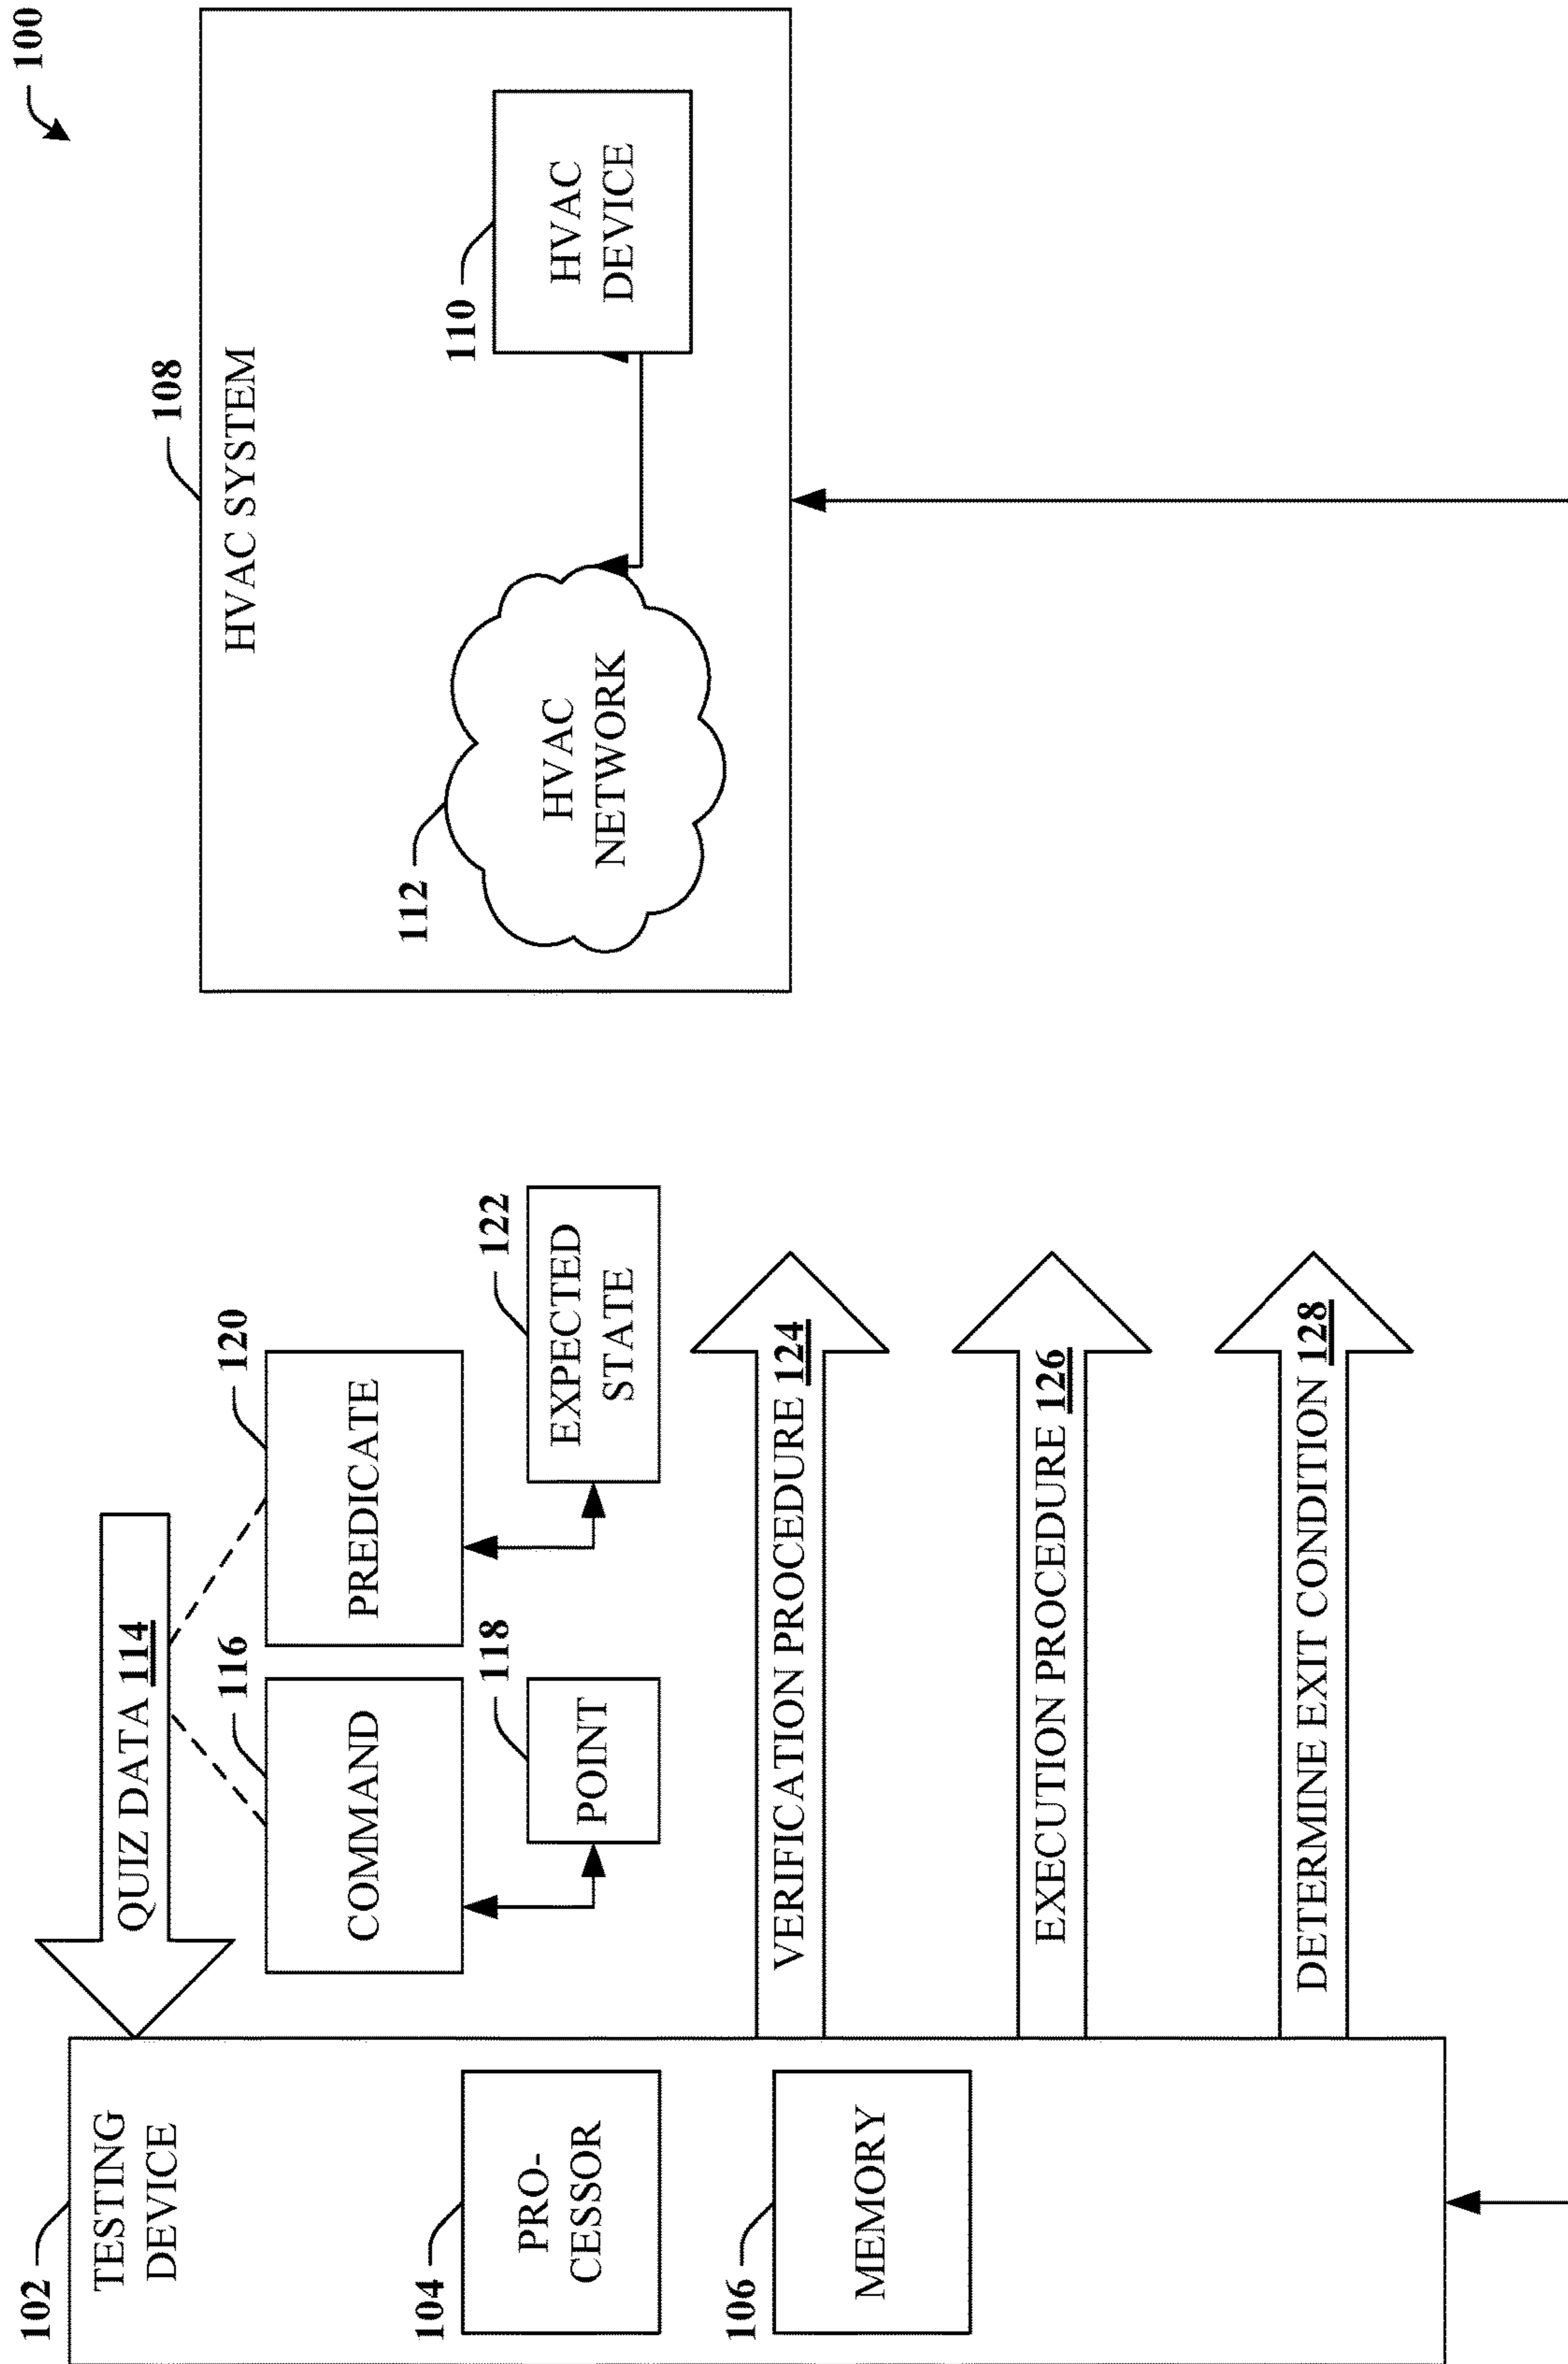 100
102
TESTING
DEVICE
104
PRO-
CESSOR
106
MEMORY
QUIZ DATA 114
116
COMMAND
118
POINT
120
PREDICATE
122
EXPECTED
STATE
VERIFICATION PROCEDURE 124
EXECUTION PROCEDURE 126
DETERMINE EXIT CONDITION 128
108
HVAC SYSTEM
112
HVAC
NETWORK
110
HVAC
DEVICE